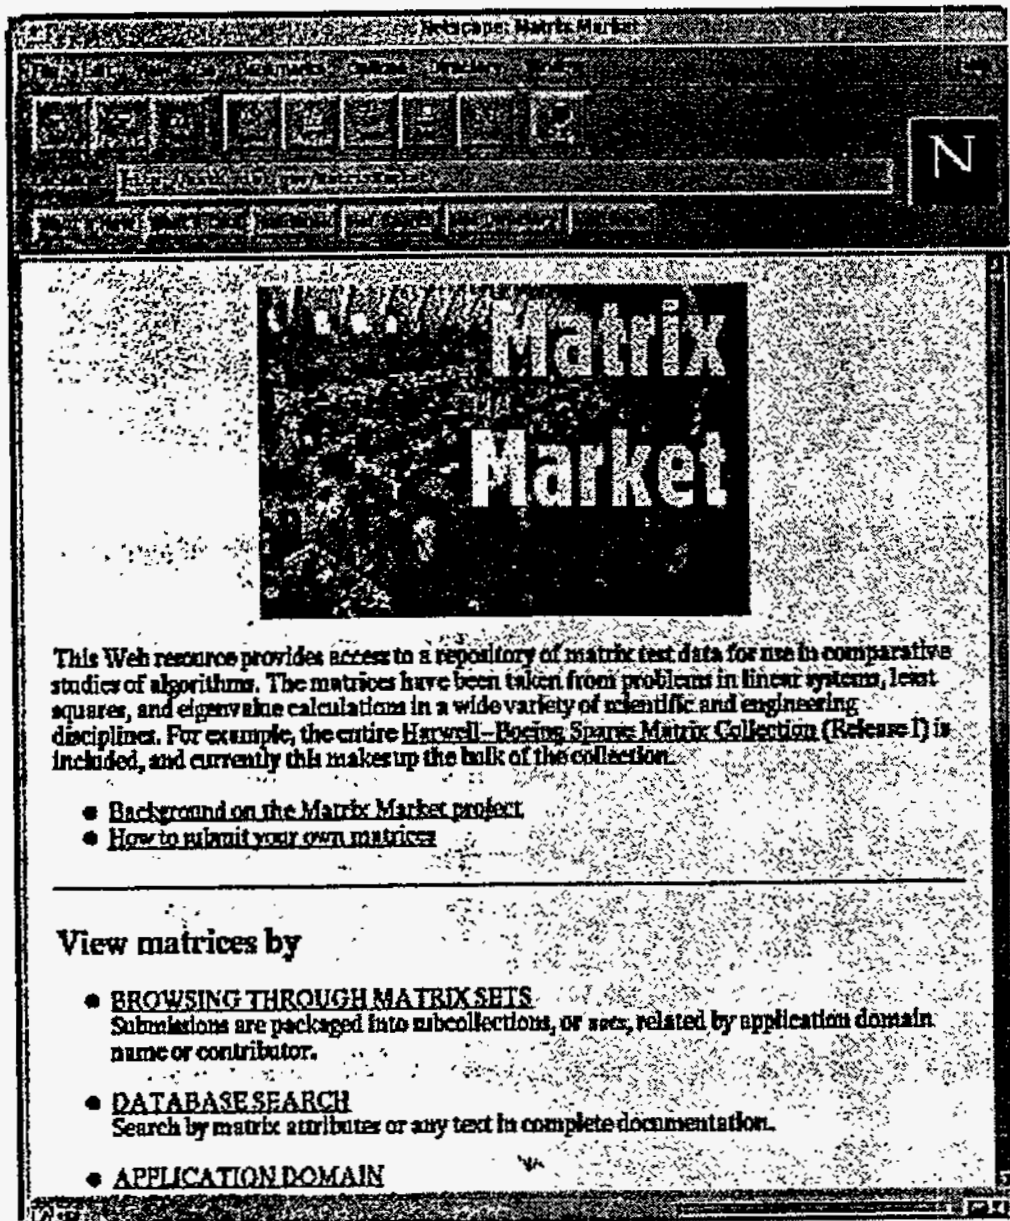 Netscape: Matrix Market
Bookmarks Options Directory
N
Matrix
Market
This Web resource provides access to a repository of matrix test data for use in comparative
studies of algorithms. The matrices have been taken from problems in linear systems, least
squares, and eigenvalue calculations in a wide variety of scientific and engineering
disciplines. For example, the entire Harwell-Boeing Sparse Matrix Collection (Release I) is
included, and currently this makes up the bulk of the collection.
Background on the Matrix Market project
How to submit your own matrices
View matrices by
BROWSING THROUGH MATRIX SETS
Submissions are packaged into subcollections, or sets, related by application domain
name or contributor.
DATABASE SEARCH
Search by matrix attributes or any text in complete documentation.
APPLICATION DOMAIN